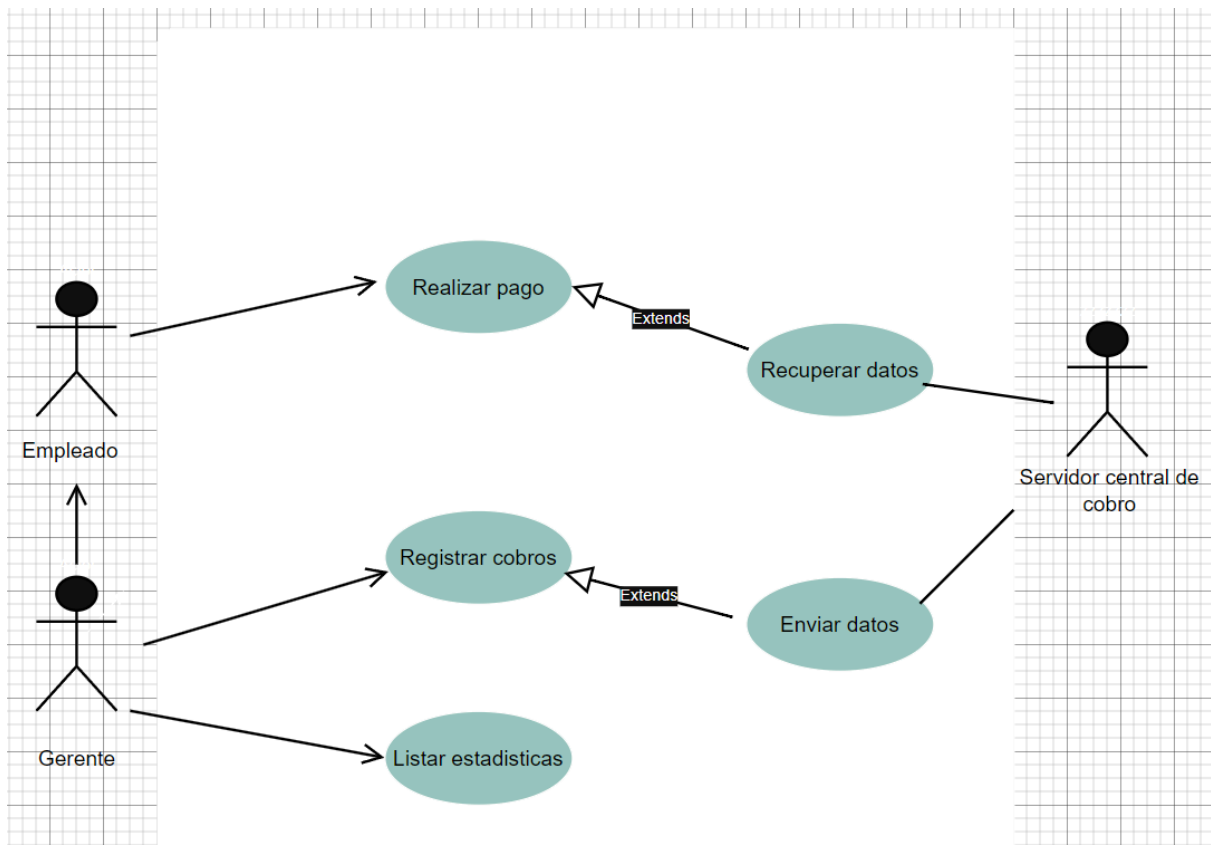 Realizar pago
Extends
Recuperar datos
Empleado
Servidor central de
cobro
Registrar cobros
Extends
Enviar datos
Gerente
Listar estadisticas